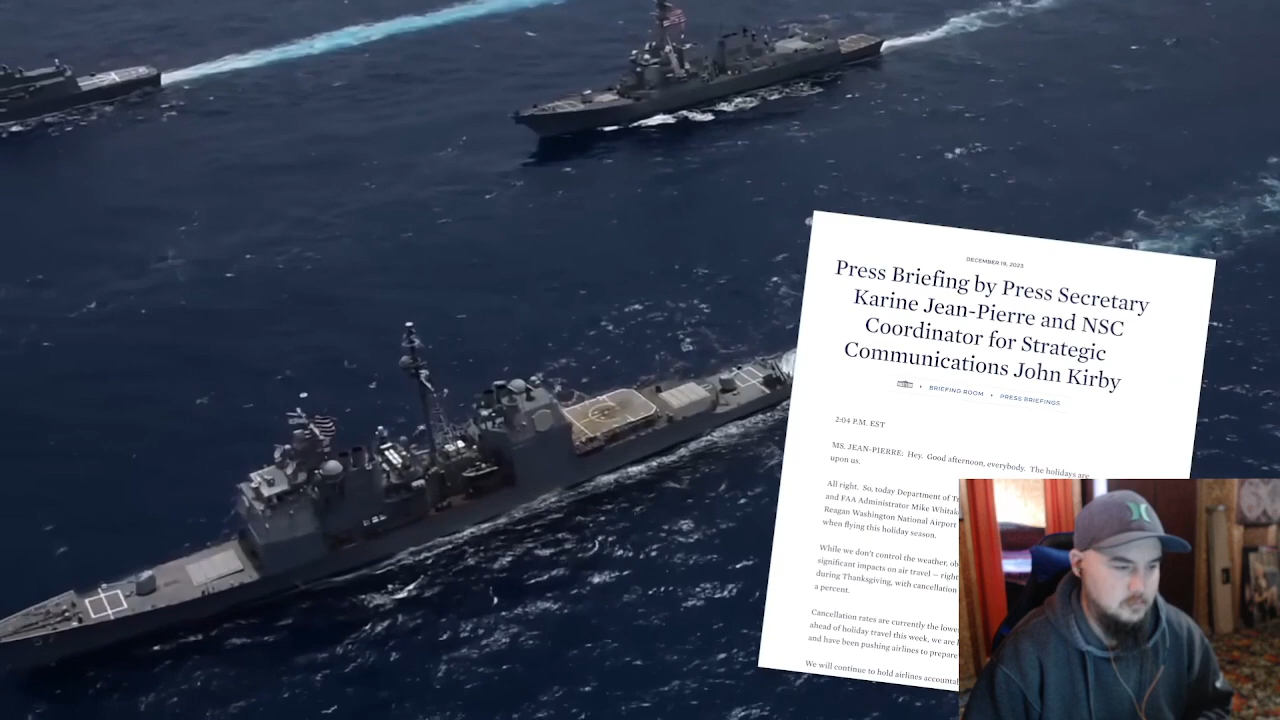 DECEMBER 19, 2023
Press Briefing by Press Secretary
Karine Jean-Pierre and NSC
Coordinator for Strategic
Communications John Kirby
BRIEFING ROOM • PRESS BRIEFINGS
2:04 P.M. EST
MS. JEAN-PIERRE: Hey. Good afternoon, everybody. The holidays are
upon us.
All right. So, today Department of
and FAA Administrator Mike
Reagan Washington National Airport
when flying this holiday season.
While we don't control the weather,
significant impacts on air travel —
during Thanksgiving, with cancellation
a percent.
Cancellation rates are currently the
ahead of holiday travel this week, we are
and have been pushing airlines to prepare
We will continue to hold airlines